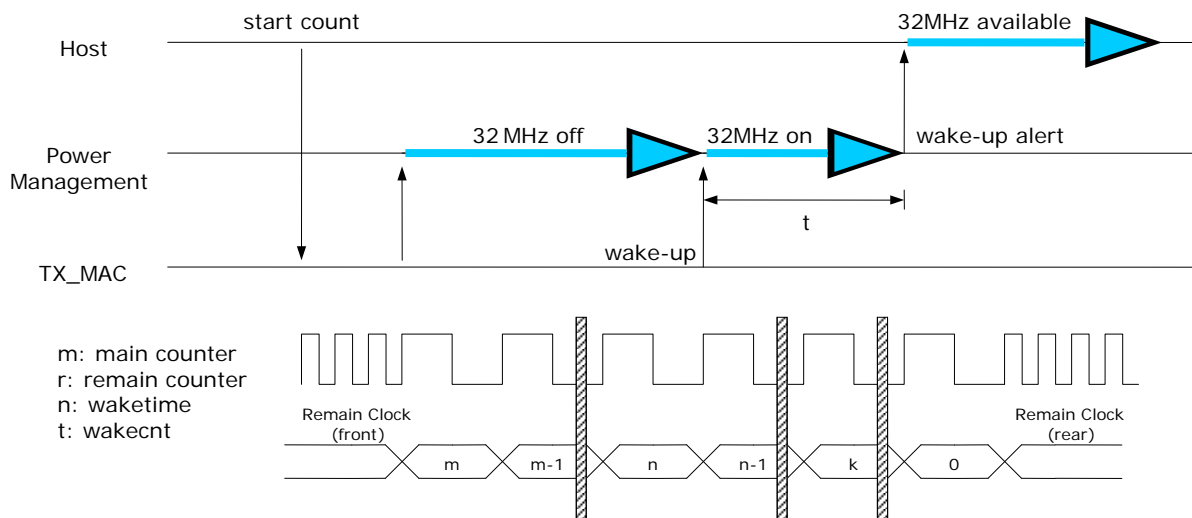 start count
32MHz available
Host
32 MHz off
32MHz on
wake-up alert
Power
Management
t
wake-up
TX_MAC
m: main counter
r: remain counter
n: waketime
t: wakecnt
Remain Clock
(front)
Remain Clock
(rear)
m
m-1
n
n-1
k
0